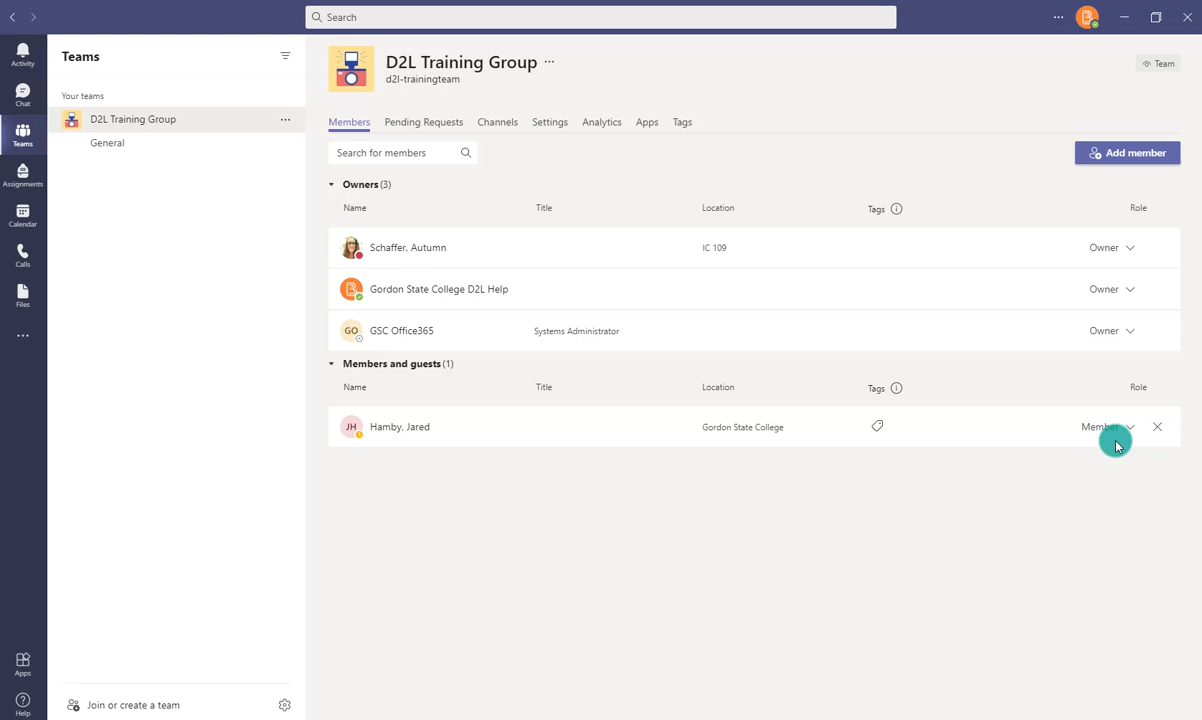 Search
Activity
Chat
Teams
Assignments
Calendar
Calls
Files
Apps
Help
Teams
Your teams
D2L Training Group
General
Join or create a team
D2L Training Group
d2l-trainingteam
Team
Members Pending Requests Channels Settings Analytics Apps Tags
Search for members
Add member
Owners (3)
Name Title Location Tags Role
Schaffer, Autumn IC 109 Owner
Gordon State College D2L Help Owner
GO GSC Office365 Systems Administrator Owner
Members and guests (1)
Name Title Location Tags Role
JH Hamby, Jared Gordon State College Member